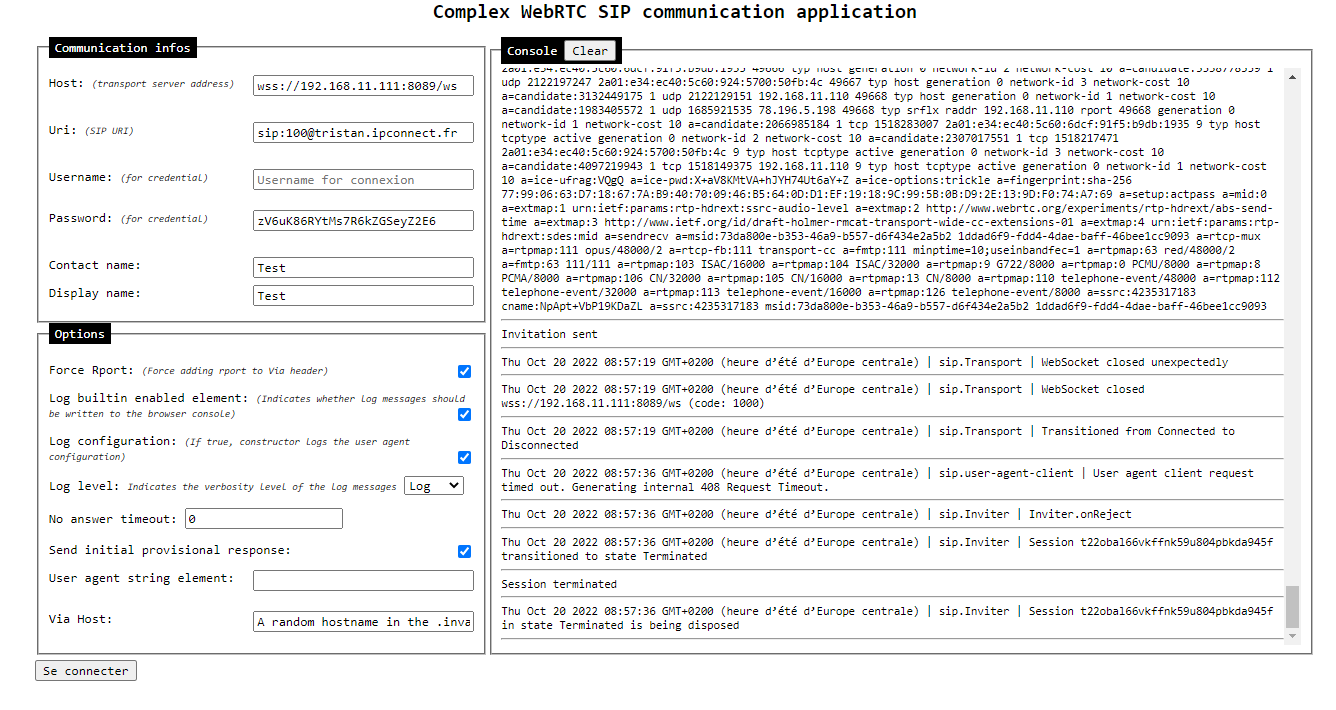 Complex WebRTC SIP communication application
Communication infos
Host: (transport server address)
wss://192.168.11.111:8089/ws
Uri: (SIP URI)
sip:100@tristan.ipconnect.fr
Username: (for credential)
Username for connexion
Password: (for credential)
zV6uK86RYtMs7R6kZGSeyZ2E6
Contact name:
Test
Display name:
Test
Options
Force Rport: (Force adding rport to Via header)
Log builtin enabled element: (Indicates whether log messages should
be written to the browser console)
Log configuration: (If true, constructor logs the user agent
configuration)
Log level: Indicates the verbosity level of the log messages
Log
No answer timeout:
0
Send initial provisional response:
User agent string element:
Via Host:
A random hostname in the .inva
Se connecter
Console
Clear
udp 2122197247 2a01:e34:ec40:5c60:924:5700:50fb:4c 49667 typ host generation 0 network-id 3 network-cost 10
a=candidate:3132449175 1 udp 2122129151 192.168.11.110 49668 typ host generation 0 network-id 1 network-cost 10
a=candidate:1983405572 1 udp 1685921535 78.196.5.198 49668 typ srflx raddr 192.168.11.110 rport 49668 generation 0
network-id 1 network-cost 10 a=candidate:2066985184 1 tcp 1518283007 2a01:e34:ec40:5c60:6dcf:91f5:b9db:1935 9 typ host
tcptype active generation 0 network-id 2 network-cost 10 a=candidate:2307017551 1 tcp 1518217471
2a01:e34:ec40:5c60:924:5700:50fb:4c 9 typ host tcptype active generation 0 network-id 3 network-cost 10
a=candidate:4097219943 1 tcp 1518149375 192.168.11.110 9 typ host tcptype active generation 0 network-id 1 network-cost
10 a=ice-ufrag:VQgQ a=ice-pwd:X+aV8KMtVA+hJYH74Ut6aY+Z a=ice-options:trickle a=fingerprint:sha-256
77:99:06:63:D7:18:67:7A:B9:40:70:09:46:B5:64:0D:D1:EF:19:18:9C:99:5B:0B:D9:2E:13:9D:F0:74:A7:69 a=setup:actpass a=mid:0
a=extmap:1 urn:ietf:params:rtp-hdrext:ssrc-audio-level a=extmap:2 http://www.webrtc.org/experiments/rtp-hdrext/abs-send-
time a=extmap:3 http://www.ietf.org/id/draft-holmer-rmcat-transport-wide-cc-extensions-01 a=extmap:4 urn:ietf:params:rtp-
hdrext:sdes:mid a=sendrecv a=msid:73da800e-b353-46a9-b557-d6f434e2a5b2 1ddad6f9-fdd4-4dae-baff-46bee1cc9093 a=rtcp-mux
a=rtpmap:111 opus/48000/2 a=rtcp-fb:111 transport-cc a=fmtp:111 minptime=10;useinbandfec=1 a=rtpmap:63 red/48000/2
a=fmtp:63 111/111 a=rtpmap:103 ISAC/16000 a=rtpmap:104 ISAC/32000 a=rtpmap:9 G722/8000 a=rtpmap:0 PCMU/8000 a=rtpmap:8
PCMA/8000 a=rtpmap:106 CN/32000 a=rtpmap:105 CN/16000 a=rtpmap:13 CN/8000 a=rtpmap:110 telephone-event/48000 a=rtpmap:112
telephone-event/32000 a=rtpmap:113 telephone-event/16000 a=rtpmap:126 telephone-event/8000 a=ssrc:4235317183
cname:NpApt+VbP19KDaZL a=ssrc:4235317183 msid:73da800e-b353-46a9-b557-d6f434e2a5b2 1ddad6f9-fdd4-4dae-baff-46bee1cc9093
Invitation sent
Thu Oct 20 2022 08:57:19 GMT+0200 (heure d’été d’Europe centrale) | sip.Transport | WebSocket closed unexpectedly
Thu Oct 20 2022 08:57:19 GMT+0200 (heure d’été d’Europe centrale) | sip.Transport | WebSocket closed
wss://192.168.11.111:8089/ws (code: 1000)
Thu Oct 20 2022 08:57:19 GMT+0200 (heure d’été d’Europe centrale) | sip.Transport | Transitioned from Connected to
Disconnected
Thu Oct 20 2022 08:57:36 GMT+0200 (heure d’été d’Europe centrale) | sip.user-agent-client | User agent client request
timed out. Generating internal 408 Request Timeout.
Thu Oct 20 2022 08:57:36 GMT+0200 (heure d’été d’Europe centrale) | sip.Inviter | Inviter.onReject
Thu Oct 20 2022 08:57:36 GMT+0200 (heure d’été d’Europe centrale) | sip.Inviter | Session t22obal66vkffnk59u804pbkda945f
transitioned to state Terminated
Session terminated
Thu Oct 20 2022 08:57:36 GMT+0200 (heure d’été d’Europe centrale) | sip.Inviter | Session t22obal66vkffnk59u804pbkda945f
in state Terminated is being disposed